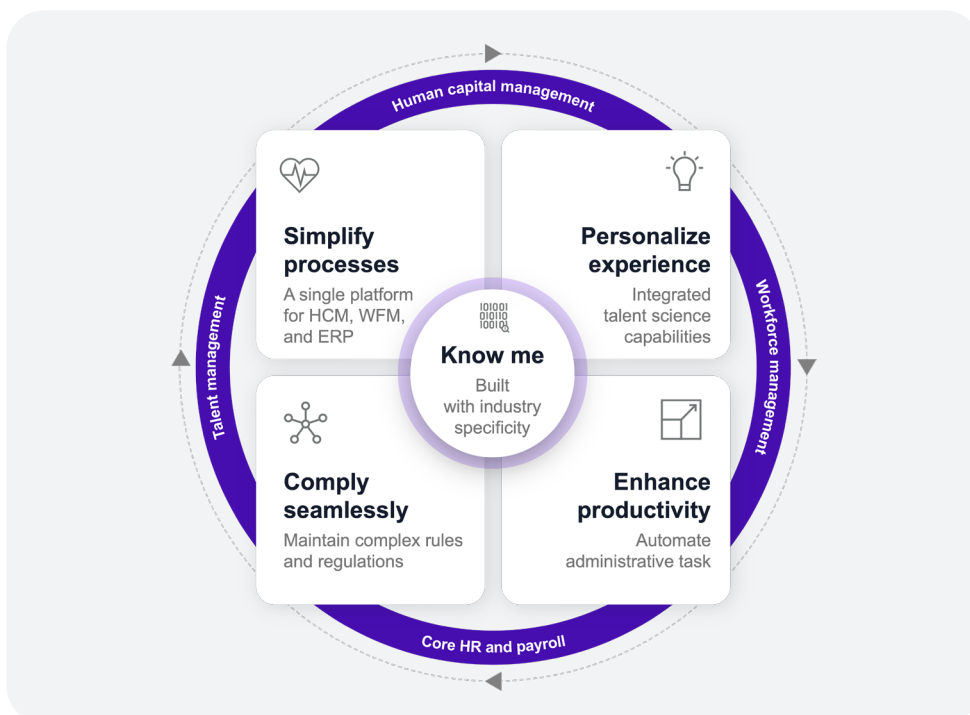 Human capital management
Simplify
processes
A single platform
for HCM, WFM,
and ERP
Personalize
experience
Integrated
talent science
capabilities
Talent management
Know me
Built
with industry
specificity
Workforce management
Comply
seamlessly
Maintain complex rules
and regulations
Enhance
productivity
Automate
administrative task
Core HR and payroll